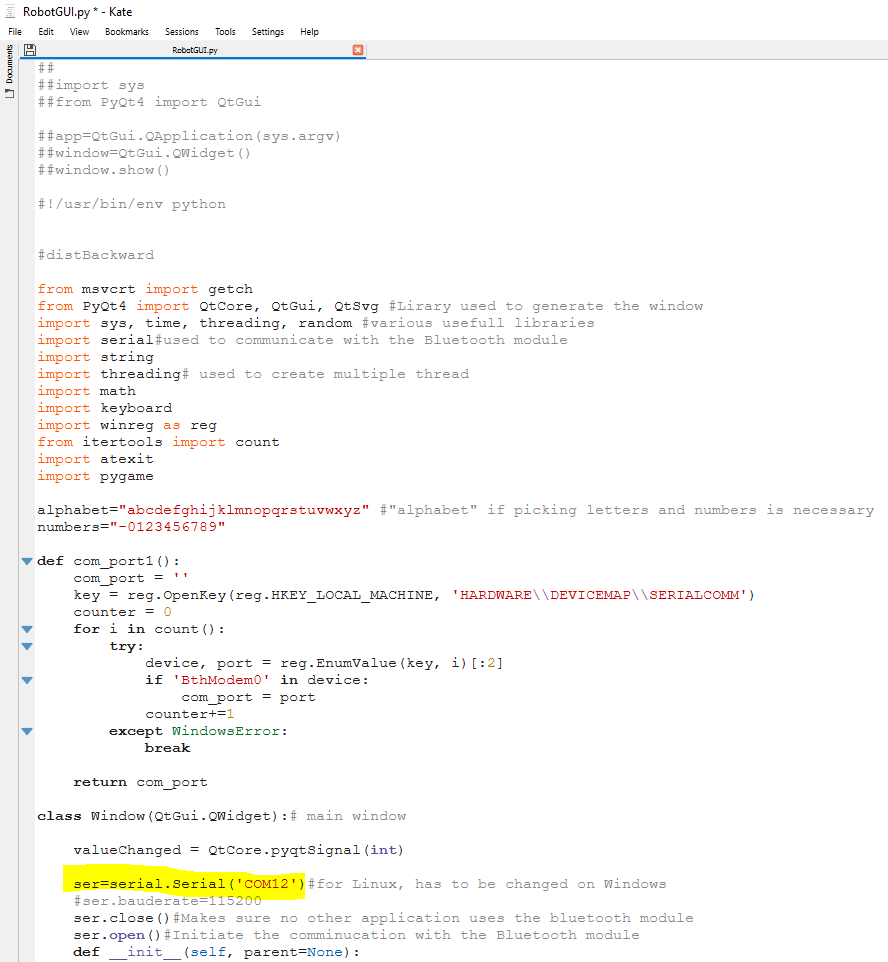 RobotGUI.py * - Kate
File Edit View Bookmarks Sessions Tools Settings Help
Documents
RobotGUI.py
##
##import sys
##from PyQt4 import QtGui
##app=QtGui.QApplication(sys.argv)
##window=QtGui.QWidget()
##window.show()
#!/usr/bin/env python
#distBackward
from msvcrt import getch
from PyQt4 import QtCore, QtGui, QtSvg #Lirary used to generate the window
import sys, time, threading, random #various usefull libraries
import serial#used to communicate with the Bluetooth module
import string
import threading# used to create multiple thread
import math
import keyboard
import winreg as reg
from itertools import count
import atexit
import pygame
alphabet="abcdefghijklmnopqrstuvwxyz" #"alphabet" if picking letters and numbers is necessary
numbers="-0123456789"
def com_port1():
    com_port = ''
    key = reg.OpenKey(reg.HKEY_LOCAL_MACHINE, 'HARDWARE\\DEVICEMAP\\SERIALCOMM')
    counter = 0
    for i in count():
        try:
            device, port = reg.EnumValue(key, i)[:2]
            if 'BthModem0' in device:
                com_port = port
            counter+=1
        except WindowsError:
            break
    return com_port
class Window(QtGui.QWidget):# main window
    valueChanged = QtCore.pyqtSignal(int)
    ser=serial.Serial('COM12')#for Linux, has to be changed on Windows
    #ser.bauderate=115200
    ser.close()#Makes sure no other application uses the bluetooth module
    ser.open()#Initiate the comminucation with the Bluetooth module
    def __init__(self, parent=None):